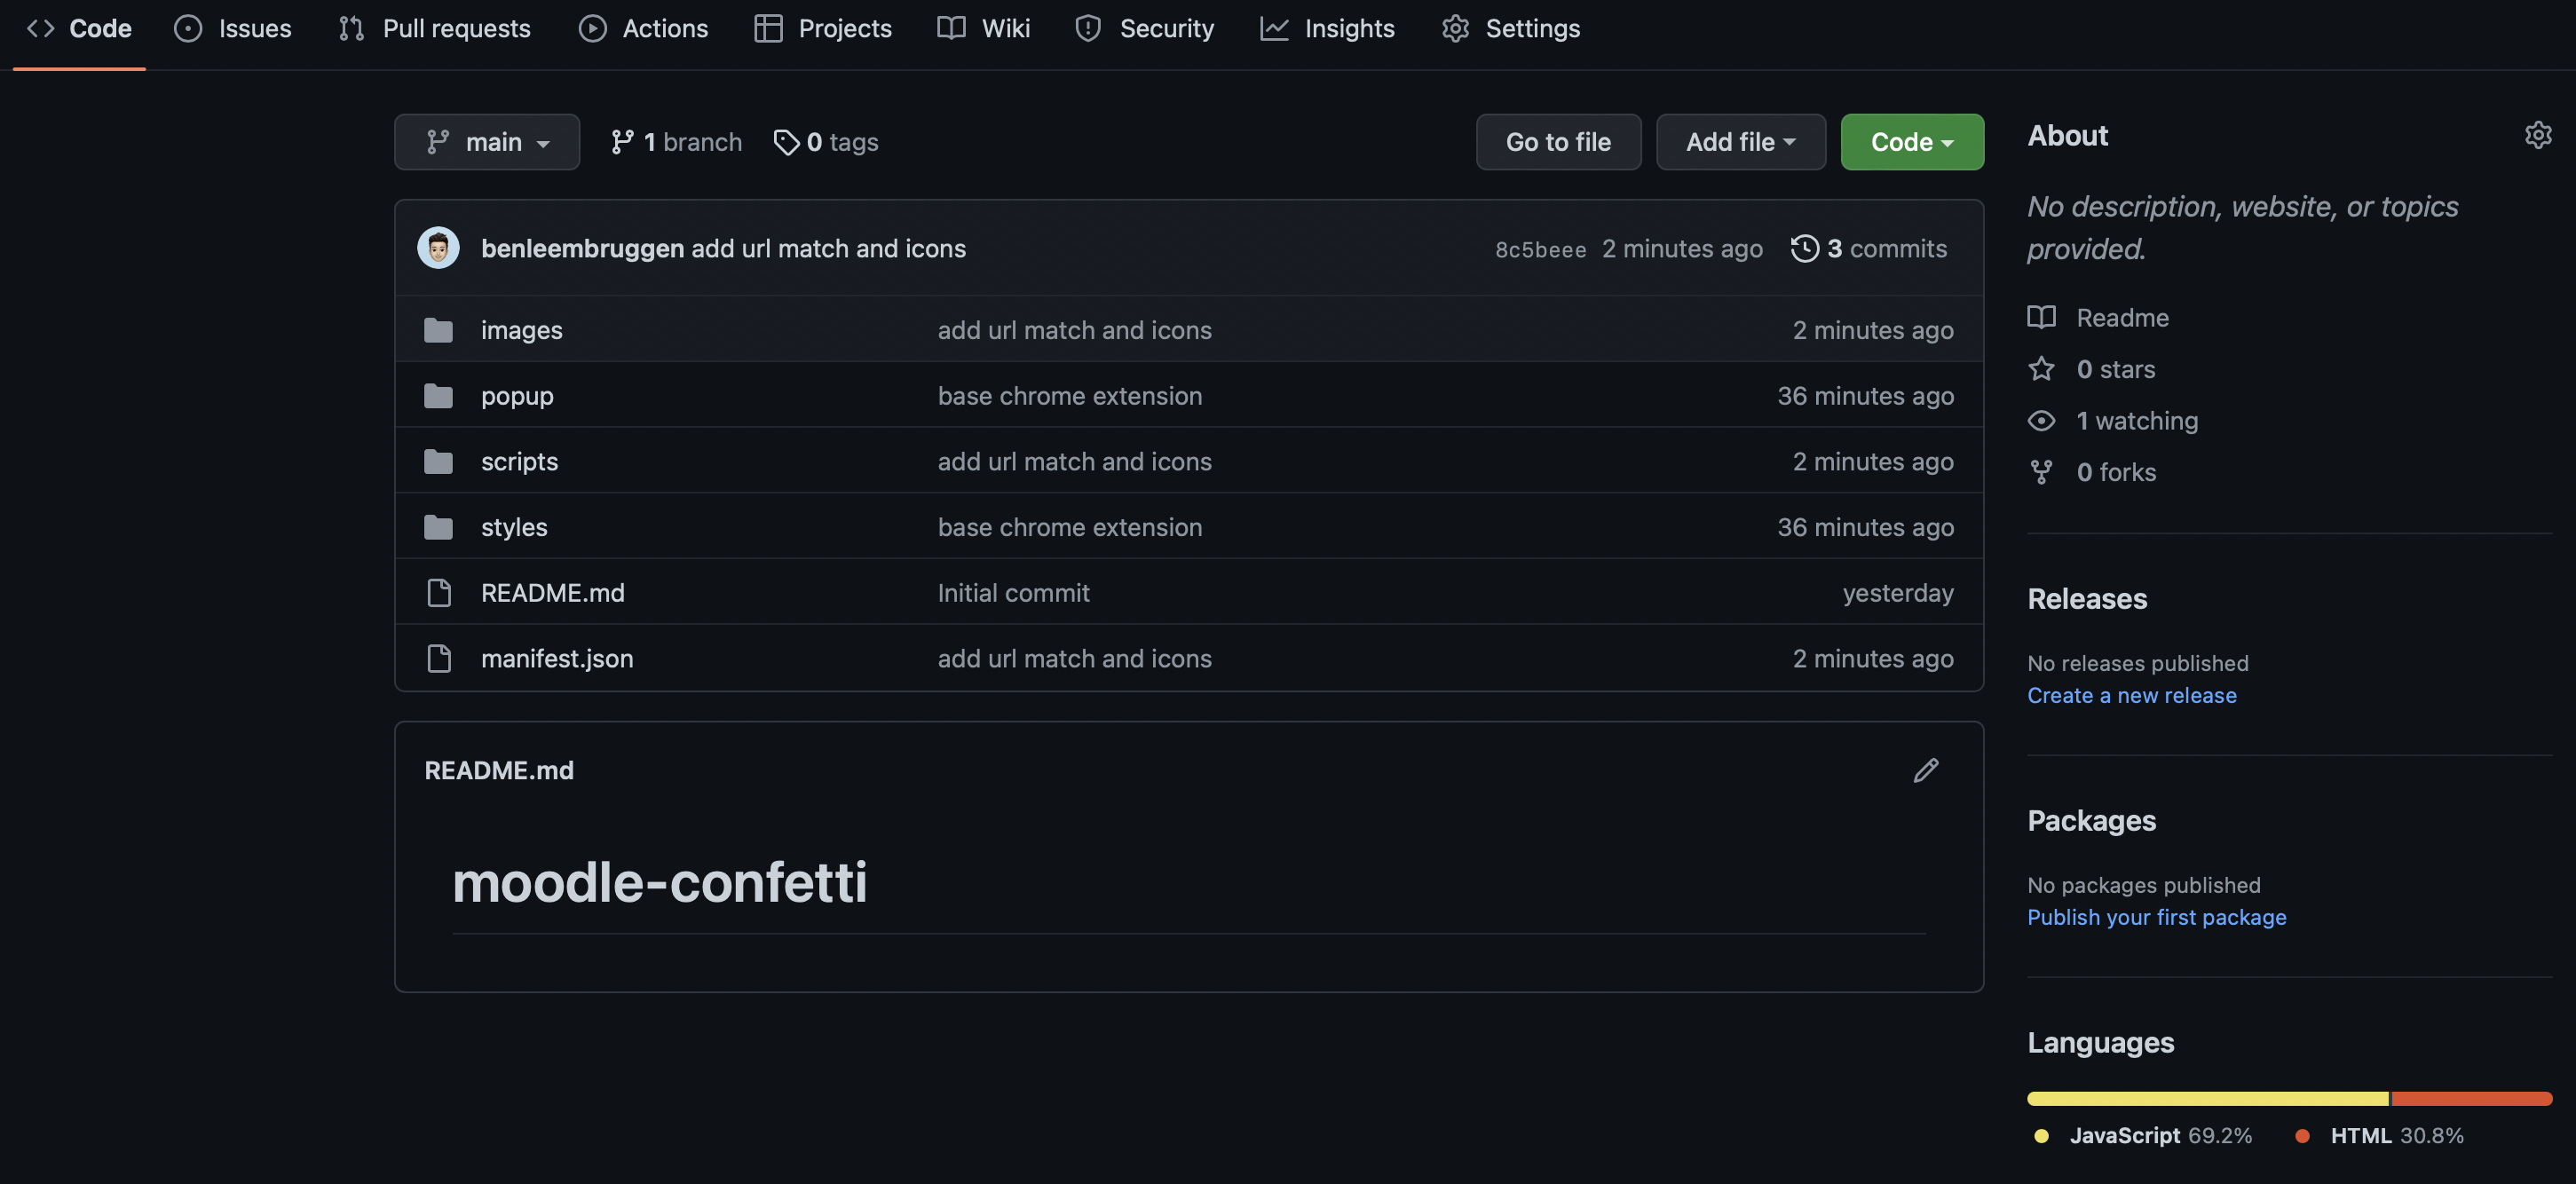 Code Issues Pull requests Actions Projects Wiki Security Insights Settings
main 1 branch 0 tags Go to file Add file Code
benleembruggen add url match and icons 8c5beee 2 minutes ago 3 commits
images add url match and icons 2 minutes ago
popup base chrome extension 36 minutes ago
scripts add url match and icons 2 minutes ago
styles base chrome extension 36 minutes ago
README.md Initial commit yesterday
manifest.json add url match and icons 2 minutes ago
README.md
moodle-confetti
About
No description, website, or topics
provided.
Readme
0 stars
1 watching
0 forks
Releases
No releases published
Create a new release
Packages
No packages published
Publish your first package
Languages
JavaScript 69.2% HTML 30.8%